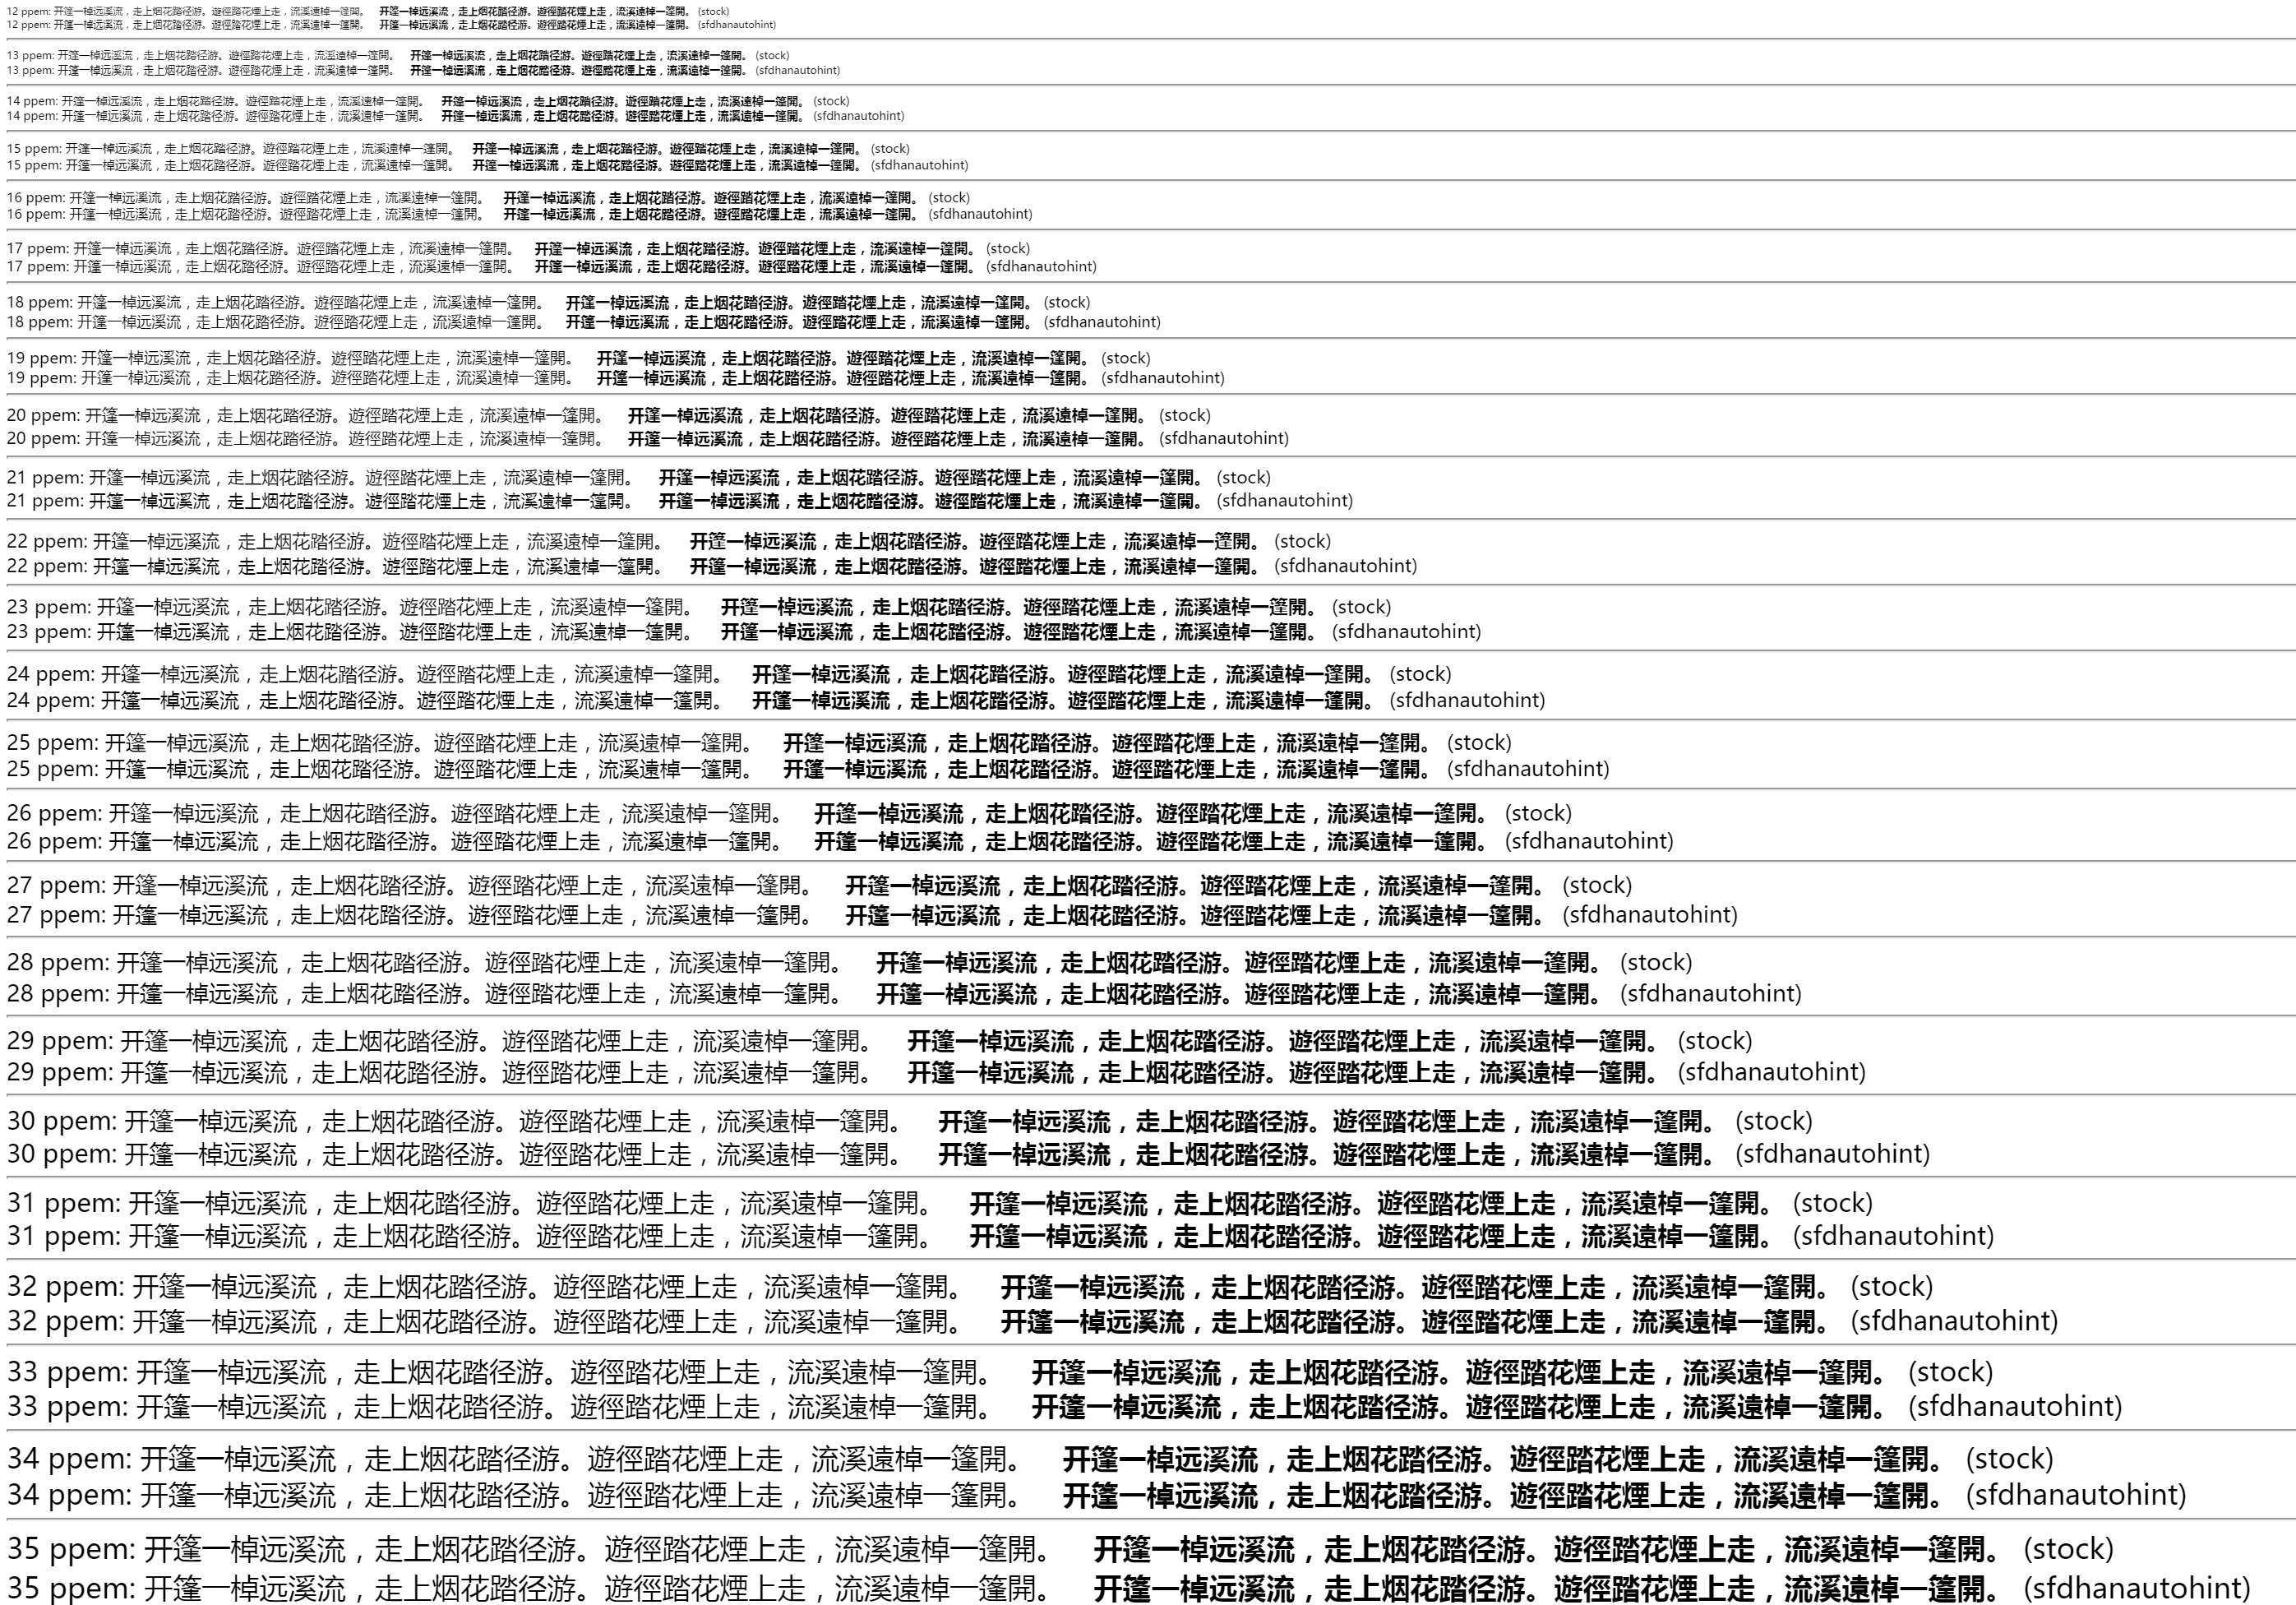 12 ppem: 开篷一棹远溪流，走上烟花踏径游。遊徑踏花煙上走，流溪遠棹一篷開。 开篷一棹远溪流，走上烟花踏径游。遊徑踏花煙上走，流溪遠棹一篷開。 (stock)
12 ppem: 开篷一棹远溪流，走上烟花踏径游。遊徑踏花煙上走，流溪遠棹一篷開。 开篷一棹远溪流，走上烟花踏径游。遊徑踏花煙上走，流溪遠棹一篷開。 (sfdhanautohint)
13 ppem: 开篷一棹远溪流，走上烟花踏径游。遊徑踏花煙上走，流溪遠棹一篷開。 开篷一棹远溪流，走上烟花踏径游。遊徑踏花煙上走，流溪遠棹一篷開。 (stock)
13 ppem: 开篷一棹远溪流，走上烟花踏径游。遊徑踏花煙上走，流溪遠棹一篷開。 开篷一棹远溪流，走上烟花踏径游。遊徑踏花煙上走，流溪遠棹一篷開。 (sfdhanautohint)
14 ppem: 开篷一棹远溪流，走上烟花踏径游。遊徑踏花煙上走，流溪遠棹一篷開。 开篷一棹远溪流，走上烟花踏径游。遊徑踏花煙上走，流溪遠棹一篷開。 (stock)
14 ppem: 开篷一棹远溪流，走上烟花踏径游。遊徑踏花煙上走，流溪遠棹一篷開。 开篷一棹远溪流，走上烟花踏径游。遊徑踏花煙上走，流溪遠棹一篷開。 (sfdhanautohint)
15 ppem: 开篷一棹远溪流，走上烟花踏径游。遊徑踏花煙上走，流溪遠棹一篷開。 开篷一棹远溪流，走上烟花踏径游。遊徑踏花煙上走，流溪遠棹一篷開。 (stock)
15 ppem: 开篷一棹远溪流，走上烟花踏径游。遊徑踏花煙上走，流溪遠棹一篷開。 开篷一棹远溪流，走上烟花踏径游。遊徑踏花煙上走，流溪遠棹一篷開。 (sfdhanautohint)
16 ppem: 开篷一棹远溪流，走上烟花踏径游。遊徑踏花煙上走，流溪遠棹一篷開。 开篷一棹远溪流，走上烟花踏径游。遊徑踏花煙上走，流溪遠棹一篷開。 (stock)
16 ppem: 开篷一棹远溪流，走上烟花踏径游。遊徑踏花煙上走，流溪遠棹一篷開。 开篷一棹远溪流，走上烟花踏径游。遊徑踏花煙上走，流溪遠棹一篷開。 (sfdhanautohint)
17 ppem: 开篷一棹远溪流，走上烟花踏径游。遊徑踏花煙上走，流溪遠棹一篷開。 开篷一棹远溪流，走上烟花踏径游。遊徑踏花煙上走，流溪遠棹一篷開。 (stock)
17 ppem: 开篷一棹远溪流，走上烟花踏径游。遊徑踏花煙上走，流溪遠棹一篷開。 开篷一棹远溪流，走上烟花踏径游。遊徑踏花煙上走，流溪遠棹一篷開。 (sfdhanautohint)
18 ppem: 开篷一棹远溪流，走上烟花踏径游。遊徑踏花煙上走，流溪遠棹一篷開。 开篷一棹远溪流，走上烟花踏径游。遊徑踏花煙上走，流溪遠棹一篷開。 (stock)
18 ppem: 开篷一棹远溪流，走上烟花踏径游。遊徑踏花煙上走，流溪遠棹一篷開。 开篷一棹远溪流，走上烟花踏径游。遊徑踏花煙上走，流溪遠棹一篷開。 (sfdhanautohint)
19 ppem: 开篷一棹远溪流，走上烟花踏径游。遊徑踏花煙上走，流溪遠棹一篷開。 开篷一棹远溪流，走上烟花踏径游。遊徑踏花煙上走，流溪遠棹一篷開。 (stock)
19 ppem: 开篷一棹远溪流，走上烟花踏径游。遊徑踏花煙上走，流溪遠棹一篷開。 开篷一棹远溪流，走上烟花踏径游。遊徑踏花煙上走，流溪遠棹一篷開。 (sfdhanautohint)
20 ppem: 开篷一棹远溪流，走上烟花踏径游。遊徑踏花煙上走，流溪遠棹一篷開。 开篷一棹远溪流，走上烟花踏径游。遊徑踏花煙上走，流溪遠棹一篷開。 (stock)
20 ppem: 开篷一棹远溪流，走上烟花踏径游。遊徑踏花煙上走，流溪遠棹一篷開。 开篷一棹远溪流，走上烟花踏径游。遊徑踏花煙上走，流溪遠棹一篷開。 (sfdhanautohint)
21 ppem: 开篷一棹远溪流，走上烟花踏径游。遊徑踏花煙上走，流溪遠棹一篷開。 开篷一棹远溪流，走上烟花踏径游。遊徑踏花煙上走，流溪遠棹一篷開。 (stock)
21 ppem: 开篷一棹远溪流，走上烟花踏径游。遊徑踏花煙上走，流溪遠棹一篷開。 开篷一棹远溪流，走上烟花踏径游。遊徑踏花煙上走，流溪遠棹一篷開。 (sfdhanautohint)
22 ppem: 开篷一棹远溪流，走上烟花踏径游。遊徑踏花煙上走，流溪遠棹一篷開。 开篷一棹远溪流，走上烟花踏径游。遊徑踏花煙上走，流溪遠棹一篷開。 (stock)
22 ppem: 开篷一棹远溪流，走上烟花踏径游。遊徑踏花煙上走，流溪遠棹一篷開。 开篷一棹远溪流，走上烟花踏径游。遊徑踏花煙上走，流溪遠棹一篷開。 (sfdhanautohint)
23 ppem: 开篷一棹远溪流，走上烟花踏径游。遊徑踏花煙上走，流溪遠棹一篷開。 开篷一棹远溪流，走上烟花踏径游。遊徑踏花煙上走，流溪遠棹一篷開。 (stock)
23 ppem: 开篷一棹远溪流，走上烟花踏径游。遊徑踏花煙上走，流溪遠棹一篷開。 开篷一棹远溪流，走上烟花踏径游。遊徑踏花煙上走，流溪遠棹一篷開。 (sfdhanautohint)
24 ppem: 开篷一棹远溪流，走上烟花踏径游。遊徑踏花煙上走，流溪遠棹一篷開。 开篷一棹远溪流，走上烟花踏径游。遊徑踏花煙上走，流溪遠棹一篷開。 (stock)
24 ppem: 开篷一棹远溪流，走上烟花踏径游。遊徑踏花煙上走，流溪遠棹一篷開。 开篷一棹远溪流，走上烟花踏径游。遊徑踏花煙上走，流溪遠棹一篷開。 (sfdhanautohint)
25 ppem: 开篷一棹远溪流，走上烟花踏径游。遊徑踏花煙上走，流溪遠棹一篷開。 开篷一棹远溪流，走上烟花踏径游。遊徑踏花煙上走，流溪遠棹一篷開。 (stock)
25 ppem: 开篷一棹远溪流，走上烟花踏径游。遊徑踏花煙上走，流溪遠棹一篷開。 开篷一棹远溪流，走上烟花踏径游。遊徑踏花煙上走，流溪遠棹一篷開。 (sfdhanautohint)
26 ppem: 开篷一棹远溪流，走上烟花踏径游。遊徑踏花煙上走，流溪遠棹一篷開。 开篷一棹远溪流，走上烟花踏径游。遊徑踏花煙上走，流溪遠棹一篷開。 (stock)
26 ppem: 开篷一棹远溪流，走上烟花踏径游。遊徑踏花煙上走，流溪遠棹一篷開。 开篷一棹远溪流，走上烟花踏径游。遊徑踏花煙上走，流溪遠棹一篷開。 (sfdhanautohint)
27 ppem: 开篷一棹远溪流，走上烟花踏径游。遊徑踏花煙上走，流溪遠棹一篷開。 开篷一棹远溪流，走上烟花踏径游。遊徑踏花煙上走，流溪遠棹一篷開。 (stock)
27 ppem: 开篷一棹远溪流，走上烟花踏径游。遊徑踏花煙上走，流溪遠棹一篷開。 开篷一棹远溪流，走上烟花踏径游。遊徑踏花煙上走，流溪遠棹一篷開。 (sfdhanautohint)
28 ppem: 开篷一棹远溪流，走上烟花踏径游。遊徑踏花煙上走，流溪遠棹一篷開。 开篷一棹远溪流，走上烟花踏径游。遊徑踏花煙上走，流溪遠棹一篷開。 (stock)
28 ppem: 开篷一棹远溪流，走上烟花踏径游。遊徑踏花煙上走，流溪遠棹一篷開。 开篷一棹远溪流，走上烟花踏径游。遊徑踏花煙上走，流溪遠棹一篷開。 (sfdhanautohint)
29 ppem: 开篷一棹远溪流，走上烟花踏径游。遊徑踏花煙上走，流溪遠棹一篷開。 开篷一棹远溪流，走上烟花踏径游。遊徑踏花煙上走，流溪遠棹一篷開。 (stock)
29 ppem: 开篷一棹远溪流，走上烟花踏径游。遊徑踏花煙上走，流溪遠棹一篷開。 开篷一棹远溪流，走上烟花踏径游。遊徑踏花煙上走，流溪遠棹一篷開。 (sfdhanautohint)
30 ppem: 开篷一棹远溪流，走上烟花踏径游。遊徑踏花煙上走，流溪遠棹一篷開。 开篷一棹远溪流，走上烟花踏径游。遊徑踏花煙上走，流溪遠棹一篷開。 (stock)
30 ppem: 开篷一棹远溪流，走上烟花踏径游。遊徑踏花煙上走，流溪遠棹一篷開。 开篷一棹远溪流，走上烟花踏径游。遊徑踏花煙上走，流溪遠棹一篷開。 (sfdhanautohint)
31 ppem: 开篷一棹远溪流，走上烟花踏径游。遊徑踏花煙上走，流溪遠棹一篷開。 开篷一棹远溪流，走上烟花踏径游。遊徑踏花煙上走，流溪遠棹一篷開。 (stock)
31 ppem: 开篷一棹远溪流，走上烟花踏径游。遊徑踏花煙上走，流溪遠棹一篷開。 开篷一棹远溪流，走上烟花踏径游。遊徑踏花煙上走，流溪遠棹一篷開。 (sfdhanautohint)
32 ppem: 开篷一棹远溪流，走上烟花踏径游。遊徑踏花煙上走，流溪遠棹一篷開。 开篷一棹远溪流，走上烟花踏径游。遊徑踏花煙上走，流溪遠棹一篷開。 (stock)
32 ppem: 开篷一棹远溪流，走上烟花踏径游。遊徑踏花煙上走，流溪遠棹一篷開。 开篷一棹远溪流，走上烟花踏径游。遊徑踏花煙上走，流溪遠棹一篷開。 (sfdhanautohint)
33 ppem: 开篷一棹远溪流，走上烟花踏径游。遊徑踏花煙上走，流溪遠棹一篷開。 开篷一棹远溪流，走上烟花踏径游。遊徑踏花煙上走，流溪遠棹一篷開。 (stock)
33 ppem: 开篷一棹远溪流，走上烟花踏径游。遊徑踏花煙上走，流溪遠棹一篷開。 开篷一棹远溪流，走上烟花踏径游。遊徑踏花煙上走，流溪遠棹一篷開。 (sfdhanautohint)
34 ppem: 开篷一棹远溪流，走上烟花踏径游。遊徑踏花煙上走，流溪遠棹一篷開。 开篷一棹远溪流，走上烟花踏径游。遊徑踏花煙上走，流溪遠棹一篷開。 (stock)
34 ppem: 开篷一棹远溪流，走上烟花踏径游。遊徑踏花煙上走，流溪遠棹一篷開。 开篷一棹远溪流，走上烟花踏径游。遊徑踏花煙上走，流溪遠棹一篷開。 (sfdhanautohint)
35 ppem: 开篷一棹远溪流，走上烟花踏径游。遊徑踏花煙上走，流溪遠棹一篷開。 开篷一棹远溪流，走上烟花踏径游。遊徑踏花煙上走，流溪遠棹一篷開。 (stock)
35 ppem: 开篷一棹远溪流，走上烟花踏径游。遊徑踏花煙上走，流溪遠棹一篷開。 开篷一棹远溪流，走上烟花踏径游。遊徑踏花煙上走，流溪遠棹一篷開。 (sfdhanautohint)